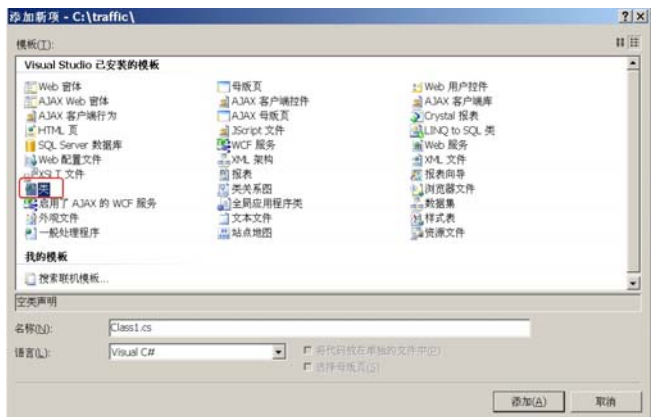 添加新项 - C:\traffic\
模板(T):
Visual Studio 已安装的模板
Web 窗体 母版页 Web 用户控件
AJAX Web 窗体 AJAX 客户端控件 AJAX 客户端库
AJAX 客户端行为 AJAX 母版页 Crystal 报表
HTML 页 JScript 文件 LINQ to SQL 类
SQL Server 数据库 WCF 服务 Web 服务
Web 配置文件 XML 架构 XML 文件
XSLT 文件 报表 报表向导
类 类关系图 浏览器文件
启用了 AJAX 的 WCF 服务 全局应用程序类 数据集
外观文件 文本文件 样式表
一般处理程序 站点地图 资源文件
我的模板
搜索联机模板...
空类声明
名称(N): Class1.cs
语言(L): Visual C# 将代码放在单独的文件中(P)
选择母版页(S)
添加(A) 取消